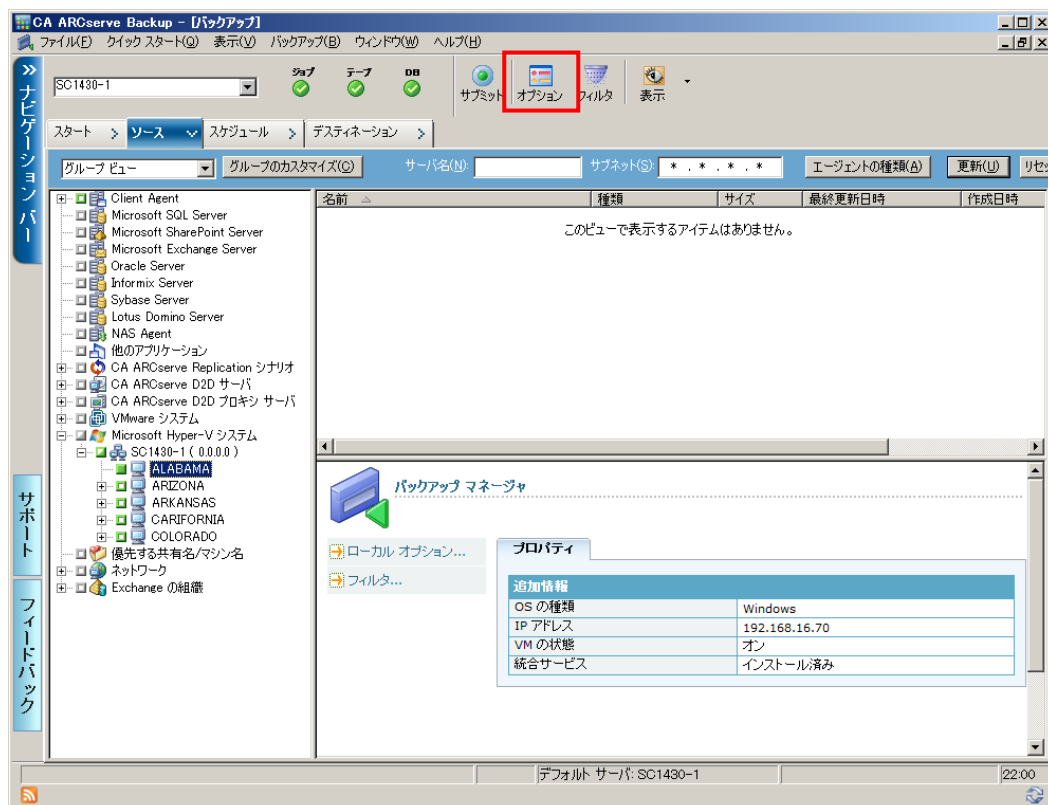 CA ARCserve Backup - [バックアップ]
ファイル(F) クイック スタート(Q) 表示(V) バックアップ(B) ウィンドウ(W) ヘルプ(H)
SC1430-1
ジョブ テープ DB
サブミット オプション フィルタ 表示
スタート ソース スケジュール デスティネーション
グループ ビュー グループのカスタマイズ(C) サーバ名(N): サブネット(S): * . * . * . * エージェントの種類(A) 更新(U) リセ
ナビゲーション バー
サポート
フィードバック
Client Agent
Microsoft SQL Server
Microsoft SharePoint Server
Microsoft Exchange Server
Oracle Server
Informix Server
Sybase Server
Lotus Domino Server
NAS Agent
他のアプリケーション
CA ARCserve Replication シナリオ
CA ARCserve D2D サーバ
CA ARCserve D2D プロキシ サーバ
VMware システム
Microsoft Hyper-V システム
SC1430-1 ( 0.0.0.0 )
ALABAMA
ARIZONA
ARKANSAS
CARIFORNIA
COLORADO
優先する共有名/マシン名
ネットワーク
Exchange の組織
名前 種類 サイズ 最終更新日時 作成日時
このビューで表示するアイテムはありません。
バックアップ マネージャ
ローカル オプション...
フィルタ...
プロパティ
追加情報
OS の種類 Windows
IP アドレス 192.168.16.70
VM の状態 オン
統合サービス インストール済み
デフォルト サーバ: SC1430-1 22:00